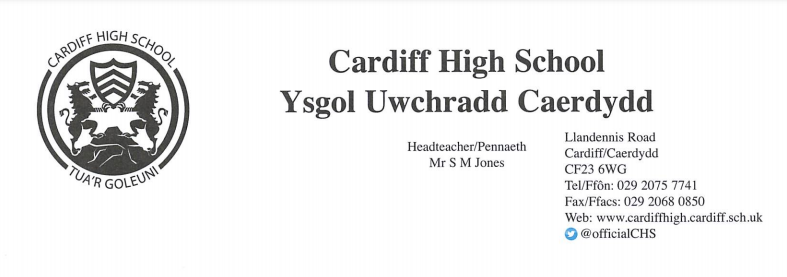 CARDIFF HIGH SCHOOL
TUA'R GOLEUNI
Cardiff High School
Ysgol Uwchradd Caerdydd
Headteacher/Pennaeth
Mr S M Jones
Llandennis Road
Cardiff/Caerdydd
CF23 6WG
Tel/Ffôn: 029 2075 7741
Fax/Ffacs: 029 2068 0850
Web: www.cardiffhigh.cardiff.sch.uk
@officialCHS